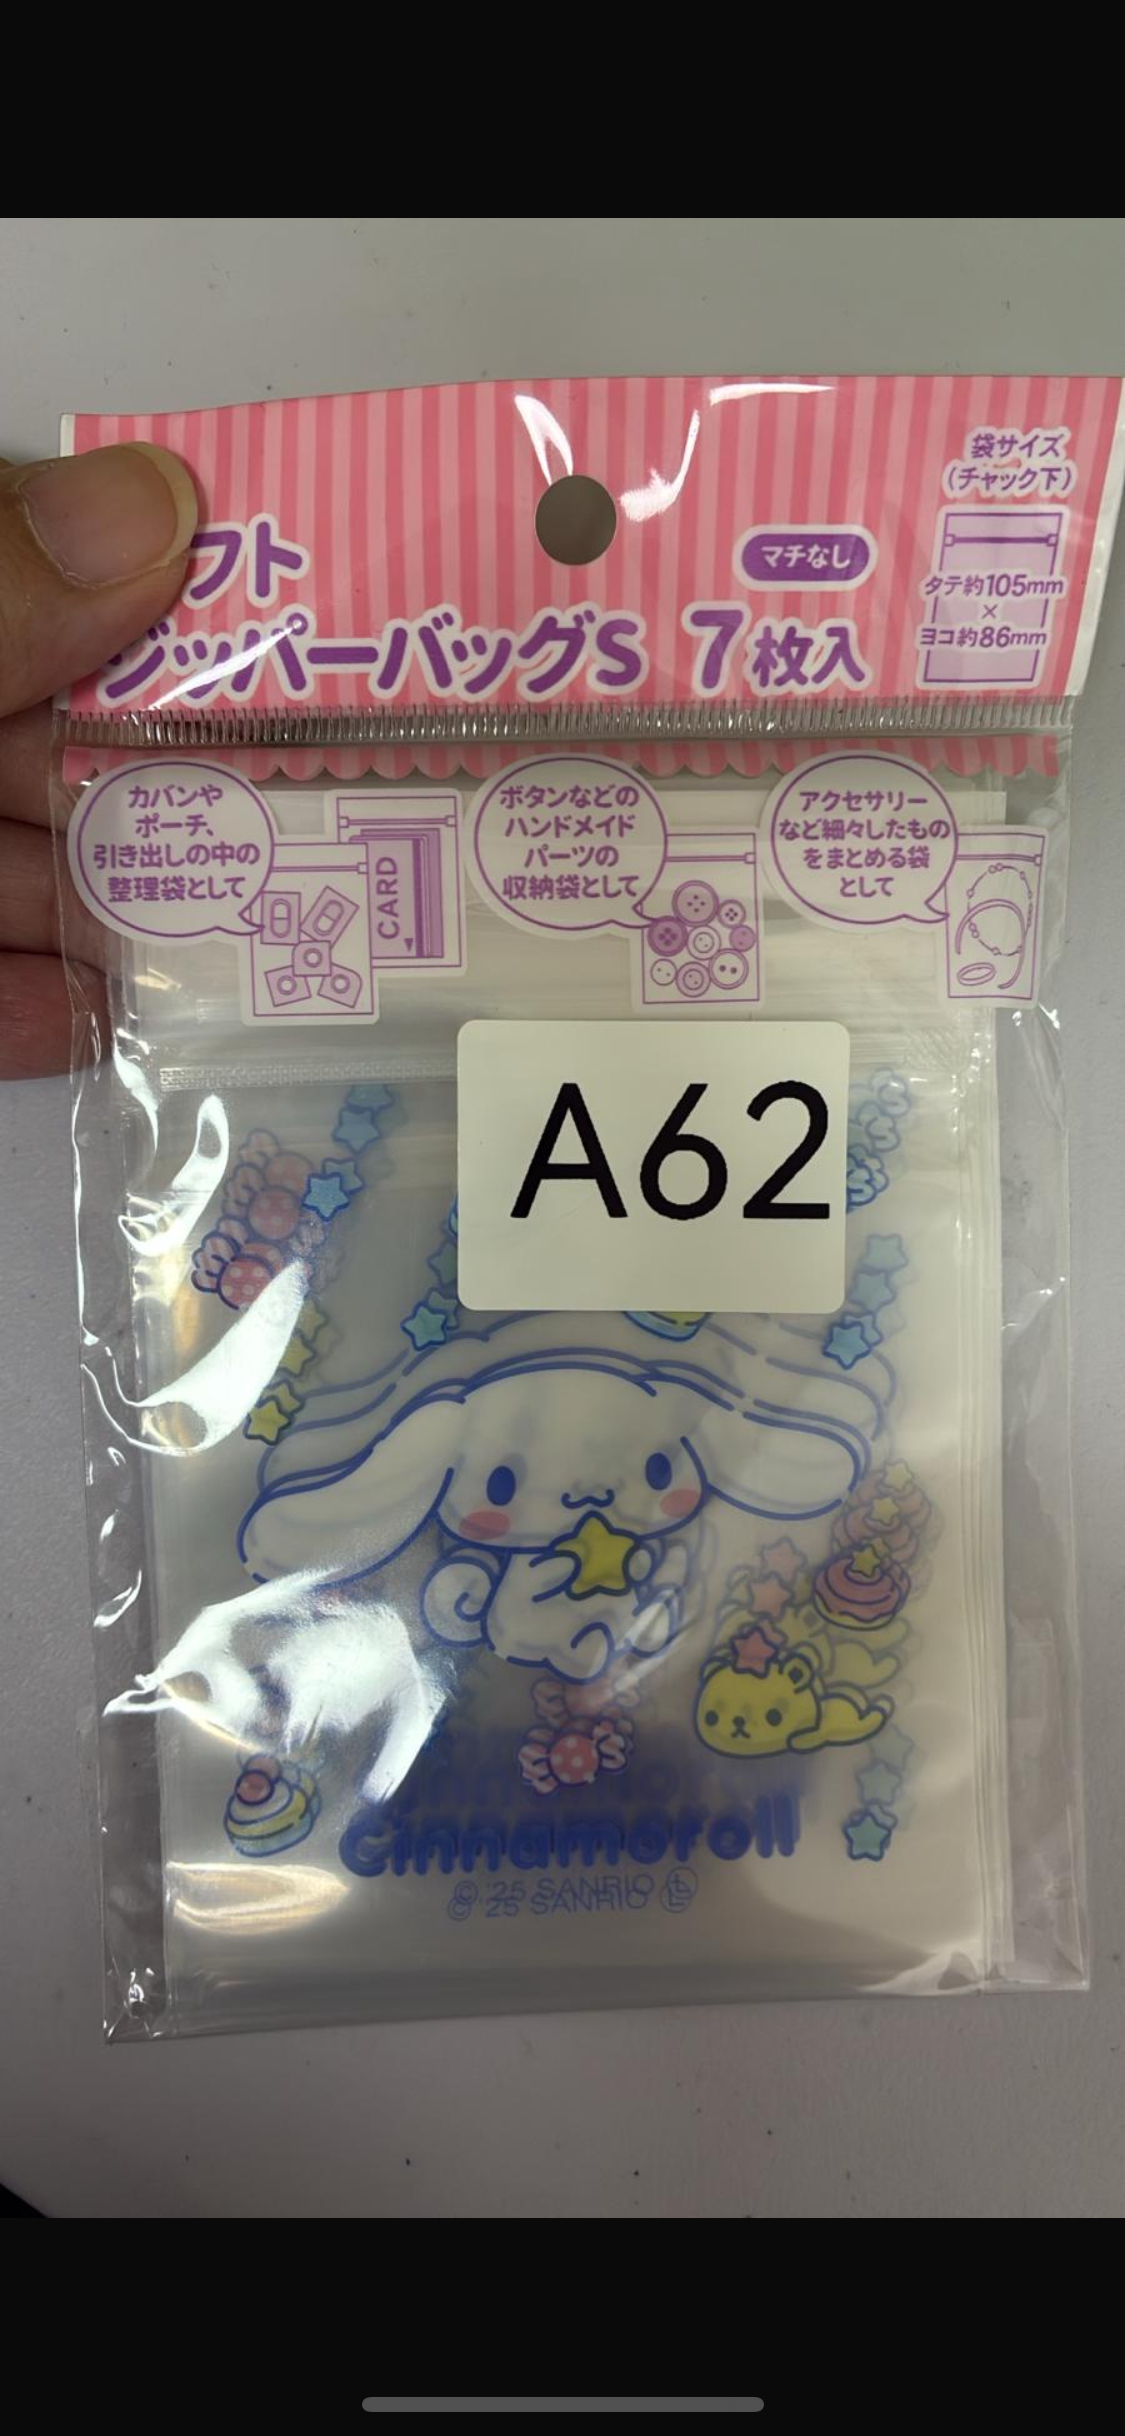 袋サイズ
(チャック下)
フト
マチなし
ジッパーバッグS 7枚入
タテ約105mm
×
ヨコ約86mm
カバンや
ポーチ、
引き出しの中の
整理袋として
CARD
ボタンなどの
ハンドメイド
パーツの
収納袋として
アクセサリー
など細々したもの
をまとめる袋
として
A62
Cinnamoroll
© '25 SANRIO Ⓛ